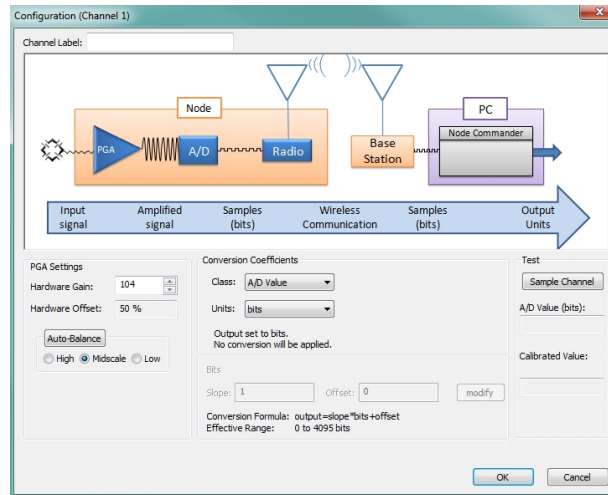 Configuration (Channel 1)
x
Channel Label:
Node
PGA
A/D
Radio
Base
Station
PC
Node Commander
Input
signal
Amplified
signal
Samples
(bits)
Wireless
Communication
Samples
(bits)
Output
Units
PGA Settings
Hardware Gain: 104
Hardware Offset: 50 %
Auto-Balance
High Midscale Low
Conversion Coefficients
Class: A/D Value
Units: bits
Output set to bits.
No conversion will be applied.
Bits
Slope: 1 Offset: 0 modify
Conversion Formula: output=slope*bits+offset
Effective Range: 0 to 4095 bits
Test
Sample Channel
A/D Value (bits):
Calibrated Value:
OK Cancel